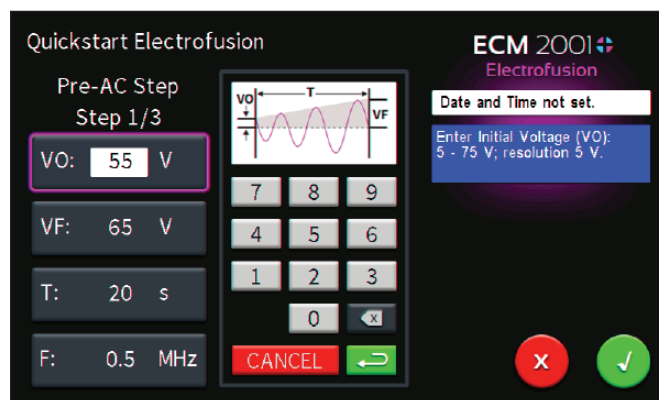 Quickstart Electrofusion
Pre-AC Step
Step 1/3
VO: 55 V
VF: 65 V
T: 20 s
F: 0.5 MHz
VO T VF
7 8 9
4 5 6
1 2 3
0 x
CANCEL
ECM 2001
Electrofusion
Date and Time not set.
Enter Initial Voltage (VO):
5 - 75 V; resolution 5 V.
x